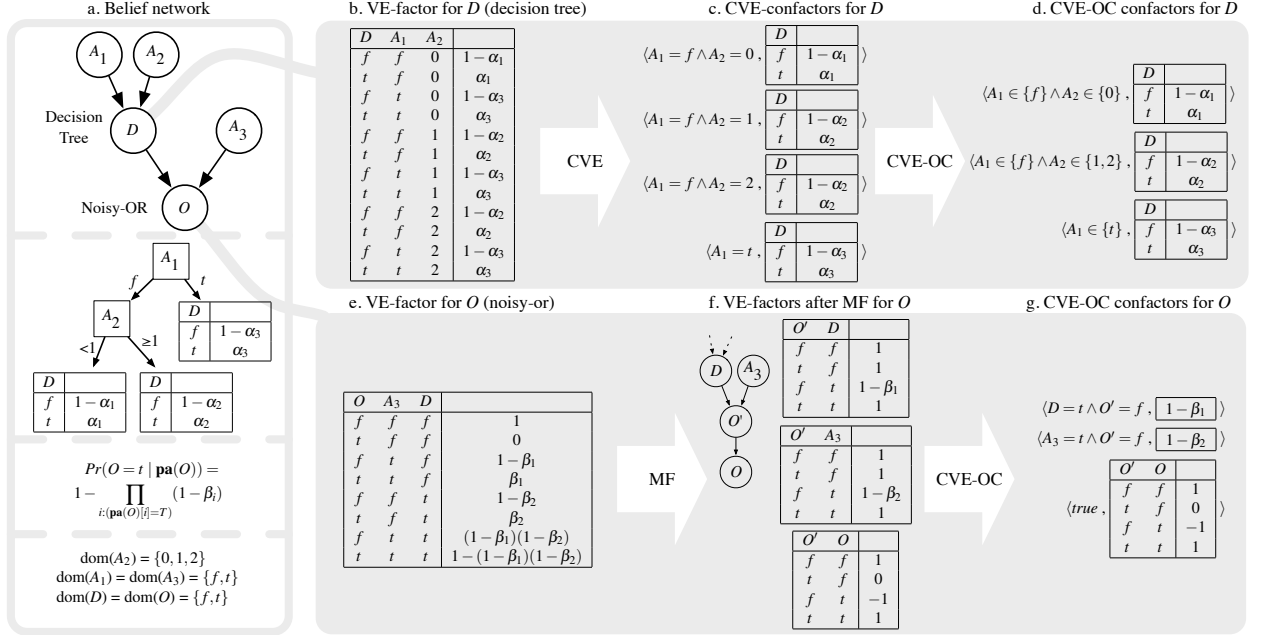 a. Belief network
A₁ A₂
Decision
Tree
D A₃
Noisy-OR O
A₁
f t
A₂
D
f 1−α₃
t α₃
<1 ≥1
D
f 1−α₁
t α₁
D
f 1−α₂
t α₂
Pr(O = t | pa(O)) =
1− ∏ (1−βᵢ)
i:(pa(O)[i]=T)
dom(A₂) = {0,1,2}
dom(A₁) = dom(A₃) = {f,t}
dom(D) = dom(O) = {f,t}
b. VE-factor for D (decision tree)
D A₁ A₂
f f 0 1−α₁
t f 0 α₁
f t 0 1−α₃
t t 0 α₃
f f 1 1−α₂
t f 1 α₂
f t 1 1−α₃
t t 1 α₃
f f 2 1−α₂
t f 2 α₂
f t 2 1−α₃
t t 2 α₃
CVE
c. CVE-confactors for D
D
⟨A₁ = f ∧A₂ = 0 , f 1−α₁ ⟩
t α₁
D
⟨A₁ = f ∧A₂ = 1 , f 1−α₂ ⟩
t α₂
D
⟨A₁ = f ∧A₂ = 2 , f 1−α₂ ⟩
t α₂
D
⟨A₁ = t , f 1−α₃ ⟩
t α₃
CVE-OC
d. CVE-OC confactors for D
D
⟨A₁ ∈ {f}∧A₂ ∈ {0} , f 1−α₁ ⟩
t α₁
D
⟨A₁ ∈ {f}∧A₂ ∈ {1,2} , f 1−α₂ ⟩
t α₂
D
⟨A₁ ∈ {t} , f 1−α₃ ⟩
t α₃
e. VE-factor for O (noisy-or)
O A₃ D
f f f 1
t f f 0
f t f 1−β₁
t t f β₁
f f t 1−β₂
t f t β₂
f t t (1−β₁)(1−β₂)
t t t 1−(1−β₁)(1−β₂)
MF
f. VE-factors after MF for O
D A₃
O'
O
O′ D
f f 1
t f 1
f t 1−β₁
t t 1
O′ A₃
f f 1
t f 1
f t 1−β₂
t t 1
O′ O
f f 1
t f 0
f t −1
t t 1
CVE-OC
g. CVE-OC confactors for O
⟨D = t ∧O′ = f , 1−β₁ ⟩
⟨A₃ = t ∧O′ = f , 1−β₂ ⟩
O′ O
f f 1
⟨true , t f 0 ⟩
f t −1
t t 1